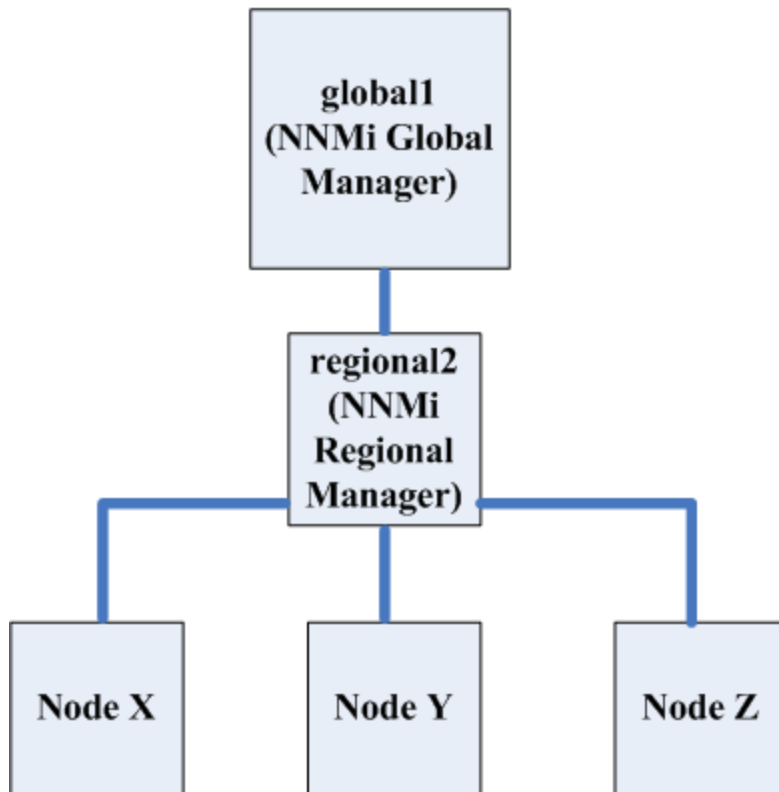 global1
(NNMi Global
Manager)
regional2
(NNMi
Regional
Manager)
Node X
Node Y
Node Z